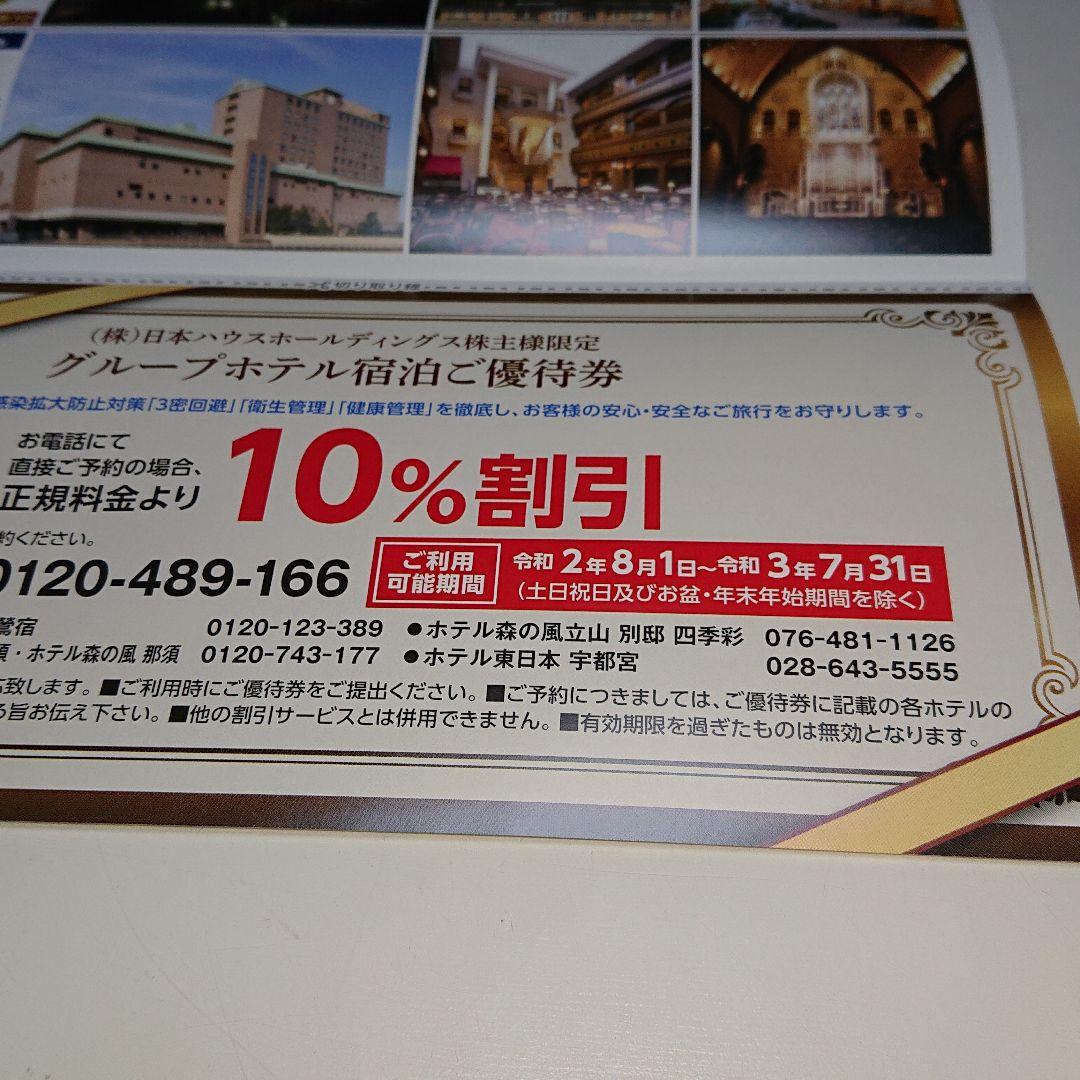 切り取り線
(株)日本ハウスホールディングス株主様限定
グループホテル宿泊ご優待券
感染拡大防止対策「3密回避」「衛生管理」「健康管理」を徹底し、お客様の安心・安全なご旅行をお守りします。
お電話にて
直接ご予約の場合、
正規料金より
10%割引
約ください。
0120-489-166
ご利用
可能期間
令和2年8月1日~令和3年7月31日
(土日祝日及びお盆・年末年始期間を除く)
鶯宿 0120-123-389 ●ホテル森の風立山 別邸 四季彩 076-481-1126
須・ホテル森の風 那須 0120-743-177 ●ホテル東日本 宇都宮 028-643-5555
致します。■ご利用時にご優待券をご提出ください。■ご予約につきましては、ご優待券に記載の各ホテルの
る旨お伝え下さい。■他の割引サービスとは併用できません。■有効期限を過ぎたものは無効となります。